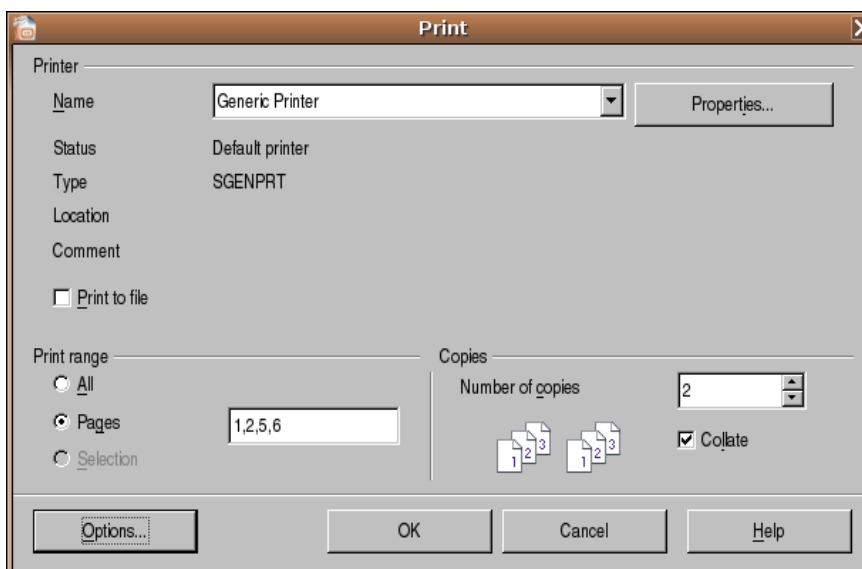 Print
Printer
Name
Generic Printer
Properties...
Status
Default printer
Type
SGENPRT
Location
Comment
Print to file
Print range
All
Pages
1,2,5,6
Selection
Copies
Number of copies
2
1 2 3 1 2 3
Collate
Options...
OK
Cancel
Help